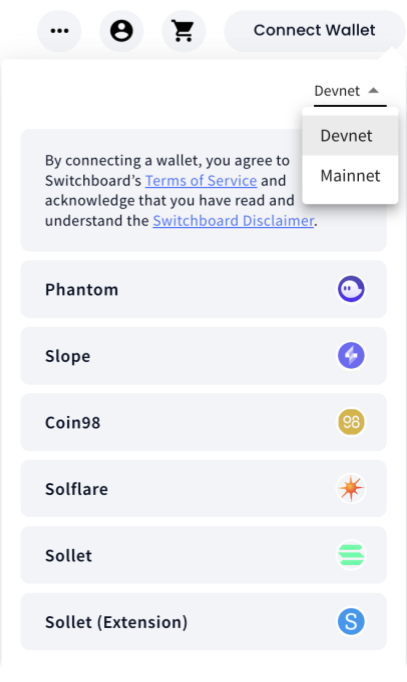 Connect Wallet
Devnet
Devnet
Mainnet
By connecting a wallet, you agree to
Switchboard's Terms of Service and
acknowledge that you have read and
understand the Switchboard Disclaimer.
Phantom
Slope
Coin98
98
Solflare
Sollet
Sollet (Extension)
S